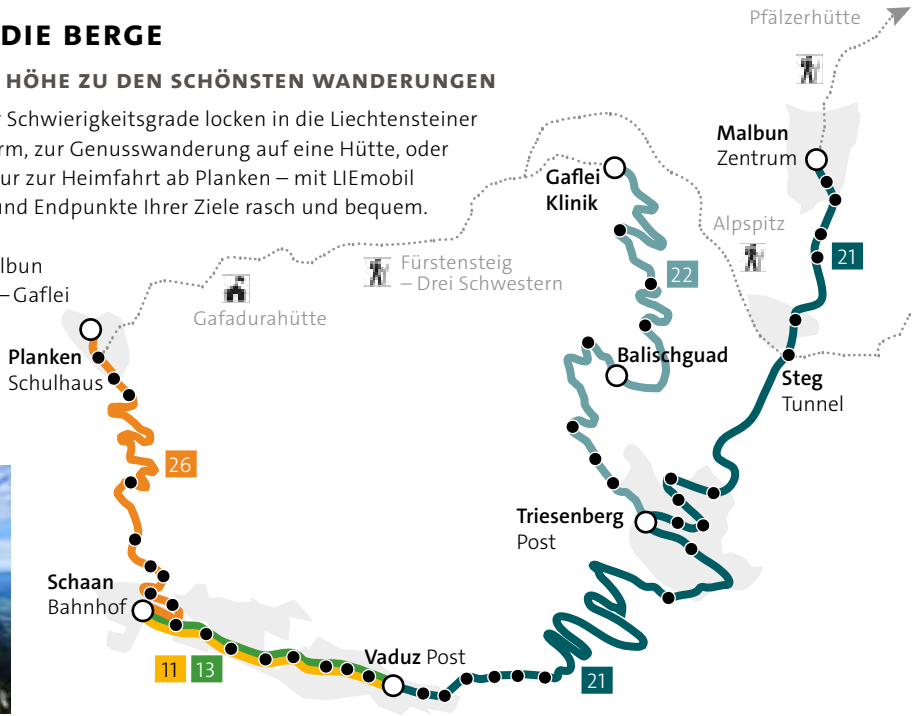 DIE BERGE
HÖHE ZU DEN SCHÖNSTEN WANDERUNGEN
Schwierigkeitsgrade locken in die Liechtensteiner
rm, zur Genusswanderung auf eine Hütte, oder
ur zur Heimfahrt ab Planken – mit LIEmobil
und Endpunkte Ihrer Ziele rasch und bequem.
lbun
– Gaflei
Pfälzerhütte
Malbun
Zentrum
Gaflei
Klinik
Alpspitz
21
22
Fürstensteig
– Drei Schwestern
Gafadurahütte
Planken
Schulhaus
Balischguad
Steg
Tunnel
26
Triesenberg
Post
Schaan
Bahnhof
11
13
Vaduz Post
21